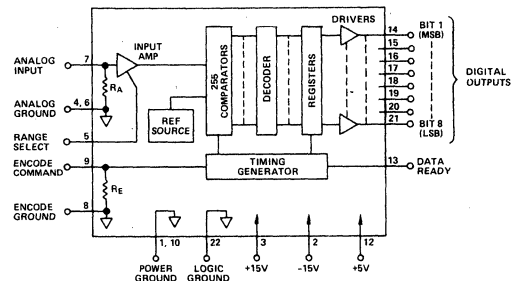 DRIVERS
14
BIT 1
(MSB)
15
16
17
18
19
20
21
BIT 8
(LSB)
DIGITAL
OUTPUTS
ANALOG
INPUT
7
INPUT
AMP
RA
ANALOG
GROUND
4, 6
RANGE
SELECT
5
REF
SOURCE
256
COMPARATORS
DECODER
REGISTERS
ENCODE
COMMAND
9
TIMING
GENERATOR
13
DATA
READY
RE
ENCODE
GROUND
8
1, 10
22
3
2
12
POWER
GROUND
LOGIC
GROUND
+15V
-15V
+5V